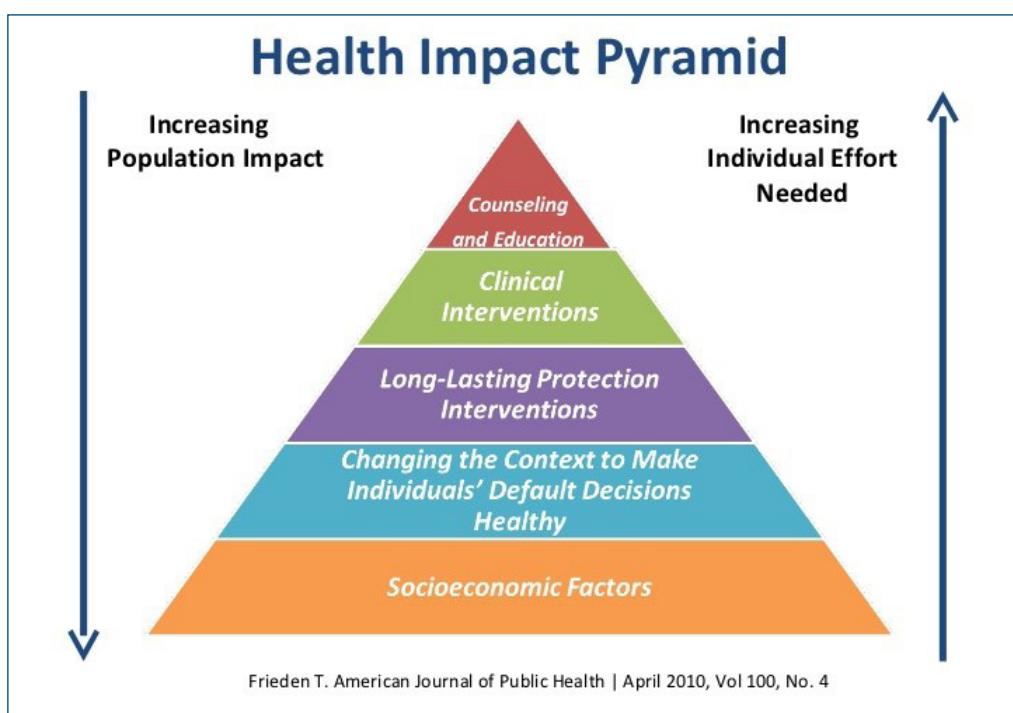 Health Impact Pyramid
Increasing
Population Impact
Increasing
Individual Effort
Needed
Counseling
and Education
Clinical
Interventions
Long-Lasting Protection
Interventions
Changing the Context to Make
Individuals’ Default Decisions
Healthy
Socioeconomic Factors
Frieden T. American Journal of Public Health | April 2010, Vol 100, No. 4